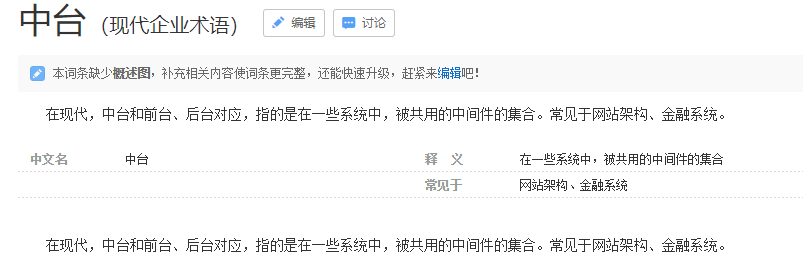 中台（现代企业术语） 编辑 讨论
本词条缺少概述图，补充相关内容使词条更完整，还能快速升级，赶紧来编辑吧！
在现代，中台和前台、后台对应，指的是在一些系统中，被共用的中间件的集合。常见于网站架构、金融系统。
中文名 中台 释 义 在一些系统中，被共用的中间件的集合
常见于 网站架构、金融系统
在现代，中台和前台、后台对应，指的是在一些系统中，被共用的中间件的集合。常见于网站架构、金融系统。